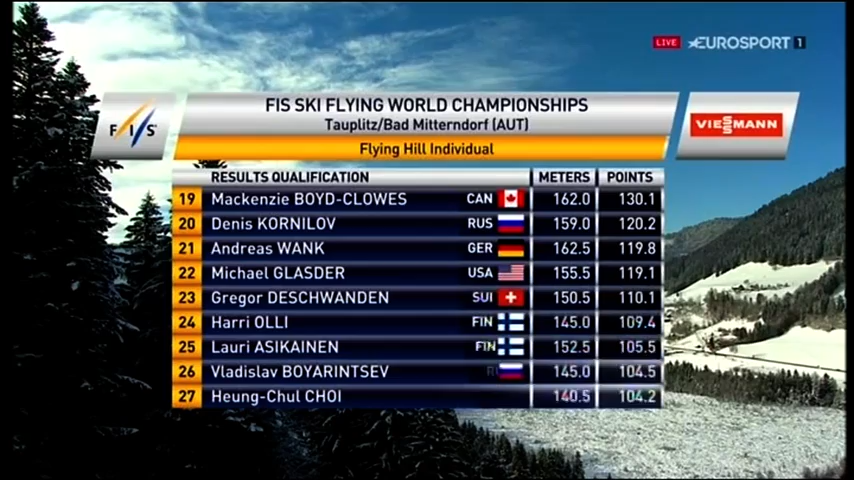 LIVE EUROSPORT 1
FIS
FIS SKI FLYING WORLD CHAMPIONSHIPS
Tauplitz/Bad Mitterndorf (AUT)
VIESSMANN
Flying Hill Individual
RESULTS QUALIFICATION METERS POINTS
19 Mackenzie BOYD-CLOWES CAN 162.0 130.1
20 Denis KORNILOV RUS 159.0 120.2
21 Andreas WANK GER 162.5 119.8
22 Michael GLASDER USA 155.5 119.1
23 Gregor DESCHWANDEN SUI 150.5 110.1
24 Harri OLLI FIN 145.0 109.4
25 Lauri ASIKAINEN FIN 152.5 105.5
26 Vladislav BOYARINTSEV 145.0 104.5
27 Heung-Chul CHOI 140.5 104.2